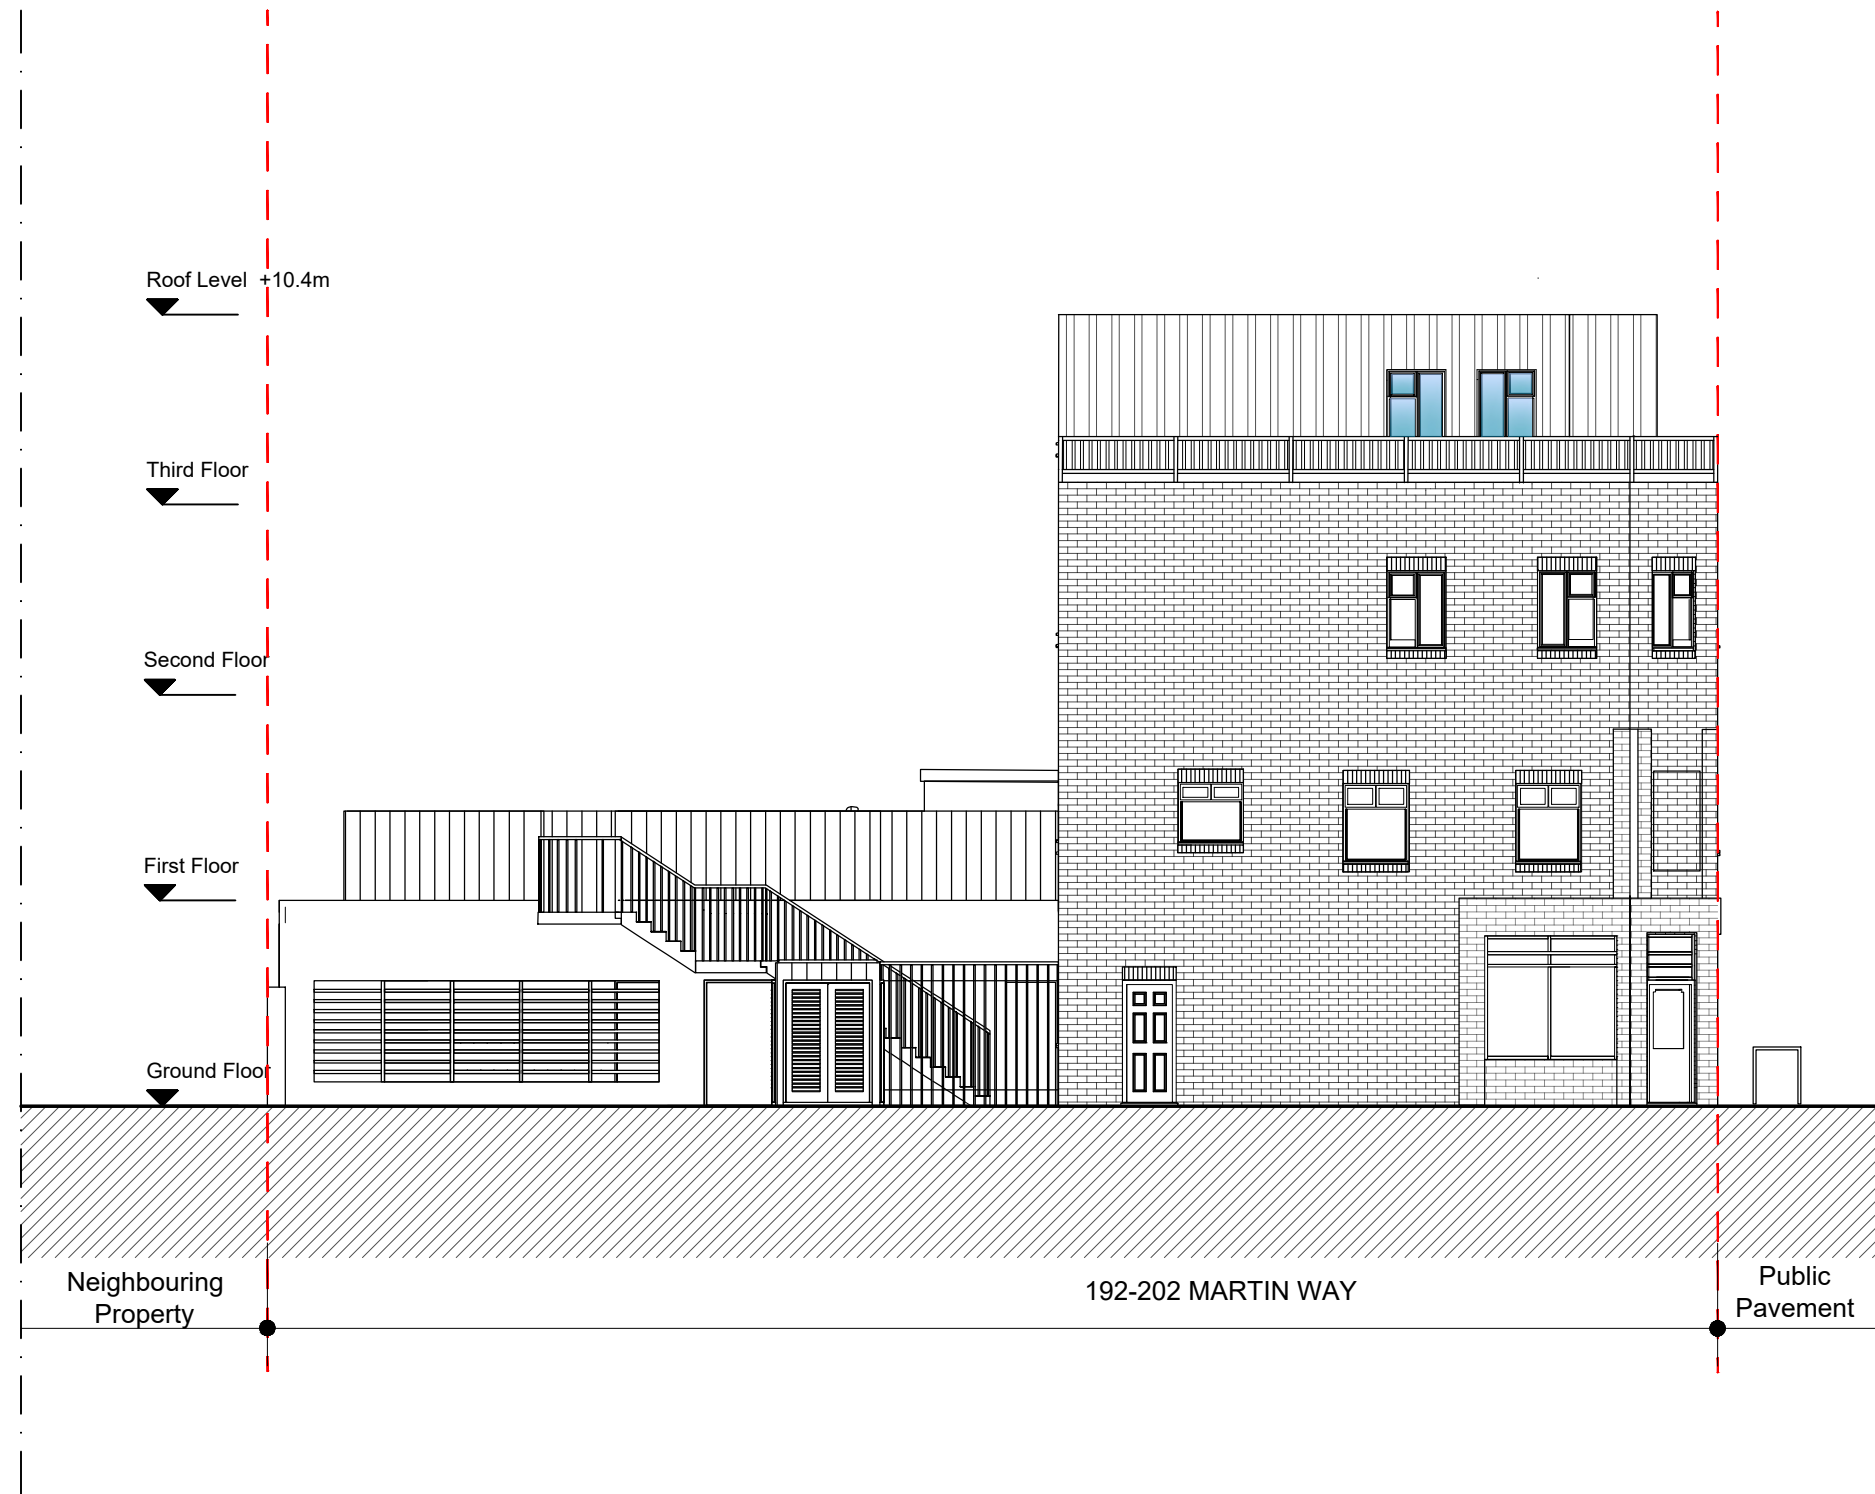 Roof Level +10.4m
Third Floor
Second Floor
First Floor
Ground Floor
Neighbouring
Property
192-202 MARTIN WAY
Public
Pavement